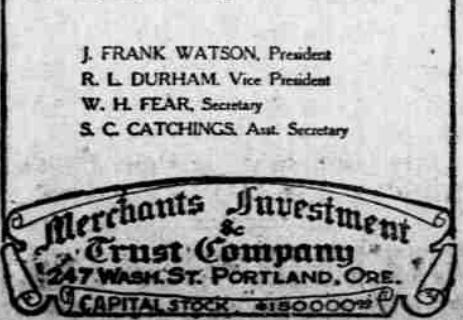 J. FRANK WATSON, President
R. L. DURHAM. Vice President
W. H. FEAR, Secretary
S. C. CATCHINGS. Asst. Secretary
Merchants Investment
&
Trust Company
247 WASH. ST. PORTLAND, ORE.
CAPITAL STOCK $150000.00